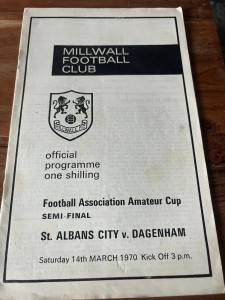 MILLWALL
FOOTBALL
CLUB
MILLWALL F.C.
official
programme
one shilling
Football Association Amateur Cup
SEMI-FINAL
St. ALBANS CITY v. DAGENHAM
Saturday 14th MARCH 1970 Kick Off 3 p.m.